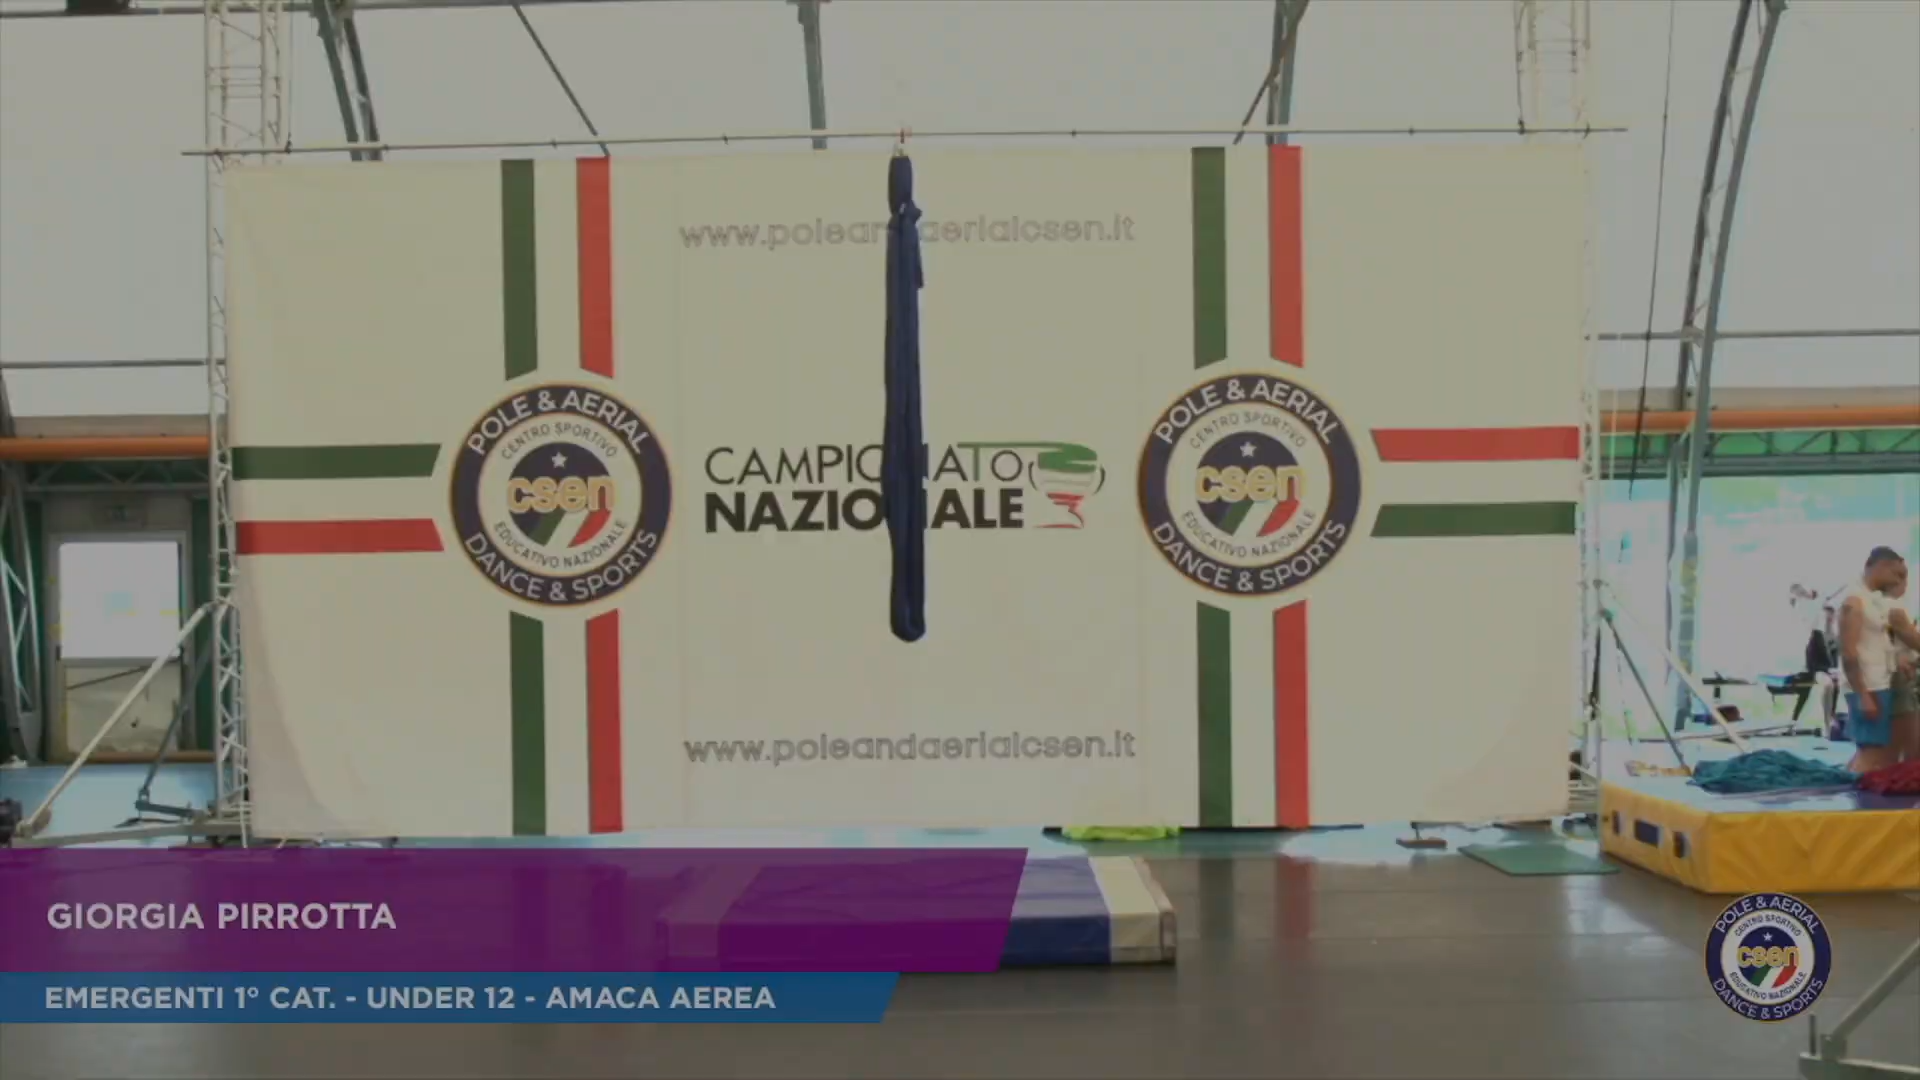 www.poleandaerialcsen.it
POLE & AERIAL
CENTRO SPORTIVO
csen
EDUCATIVO NAZIONALE
DANCE & SPORTS
CAMPIONATO
NAZIONALE
POLE & AERIAL
CENTRO SPORTIVO
csen
EDUCATIVO NAZIONALE
DANCE & SPORTS
www.poleandaerialcsen.it
GIORGIA PIRROTTA
EMERGENTI 1° CAT. - UNDER 12 - AMACA AEREA
POLE & AERIAL
CENTRO SPORTIVO
csen
EDUCATIVO NAZIONALE
DANCE & SPORTS